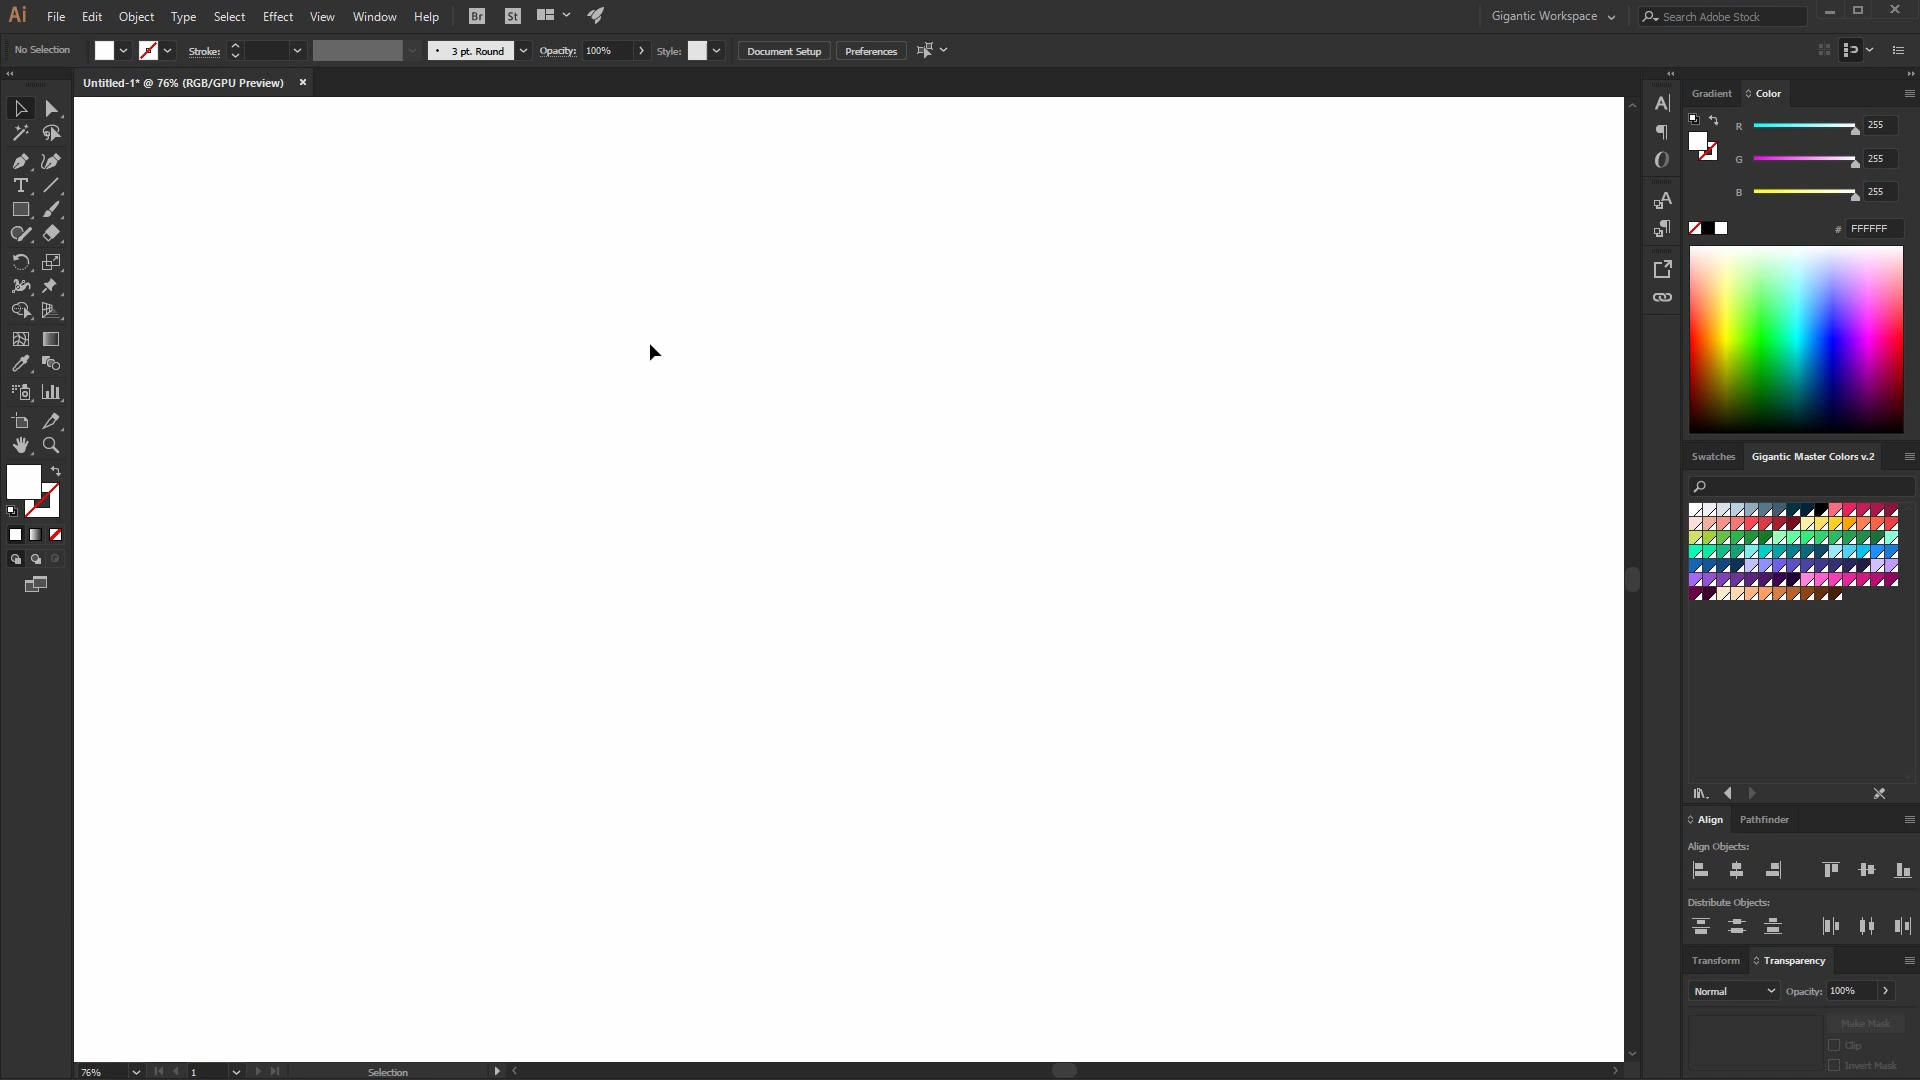 Ai File Edit Object Type Select Effect View Window Help Br St Gigantic Workspace Search Adobe Stock
No Selection Stroke: 3 pt. Round Opacity: 100% Style: Document Setup Preferences
Untitled-1* @ 76% (RGB/GPU Preview)
Gradient Color
R 255
G 255
B 255
# FFFFFF
Swatches Gigantic Master Colors v.2
Align Pathfinder
Align Objects:
Distribute Objects:
Transform Transparency
Normal Opacity: 100%
Make Mask
Clip
Invert Mask
76% 1 Selection